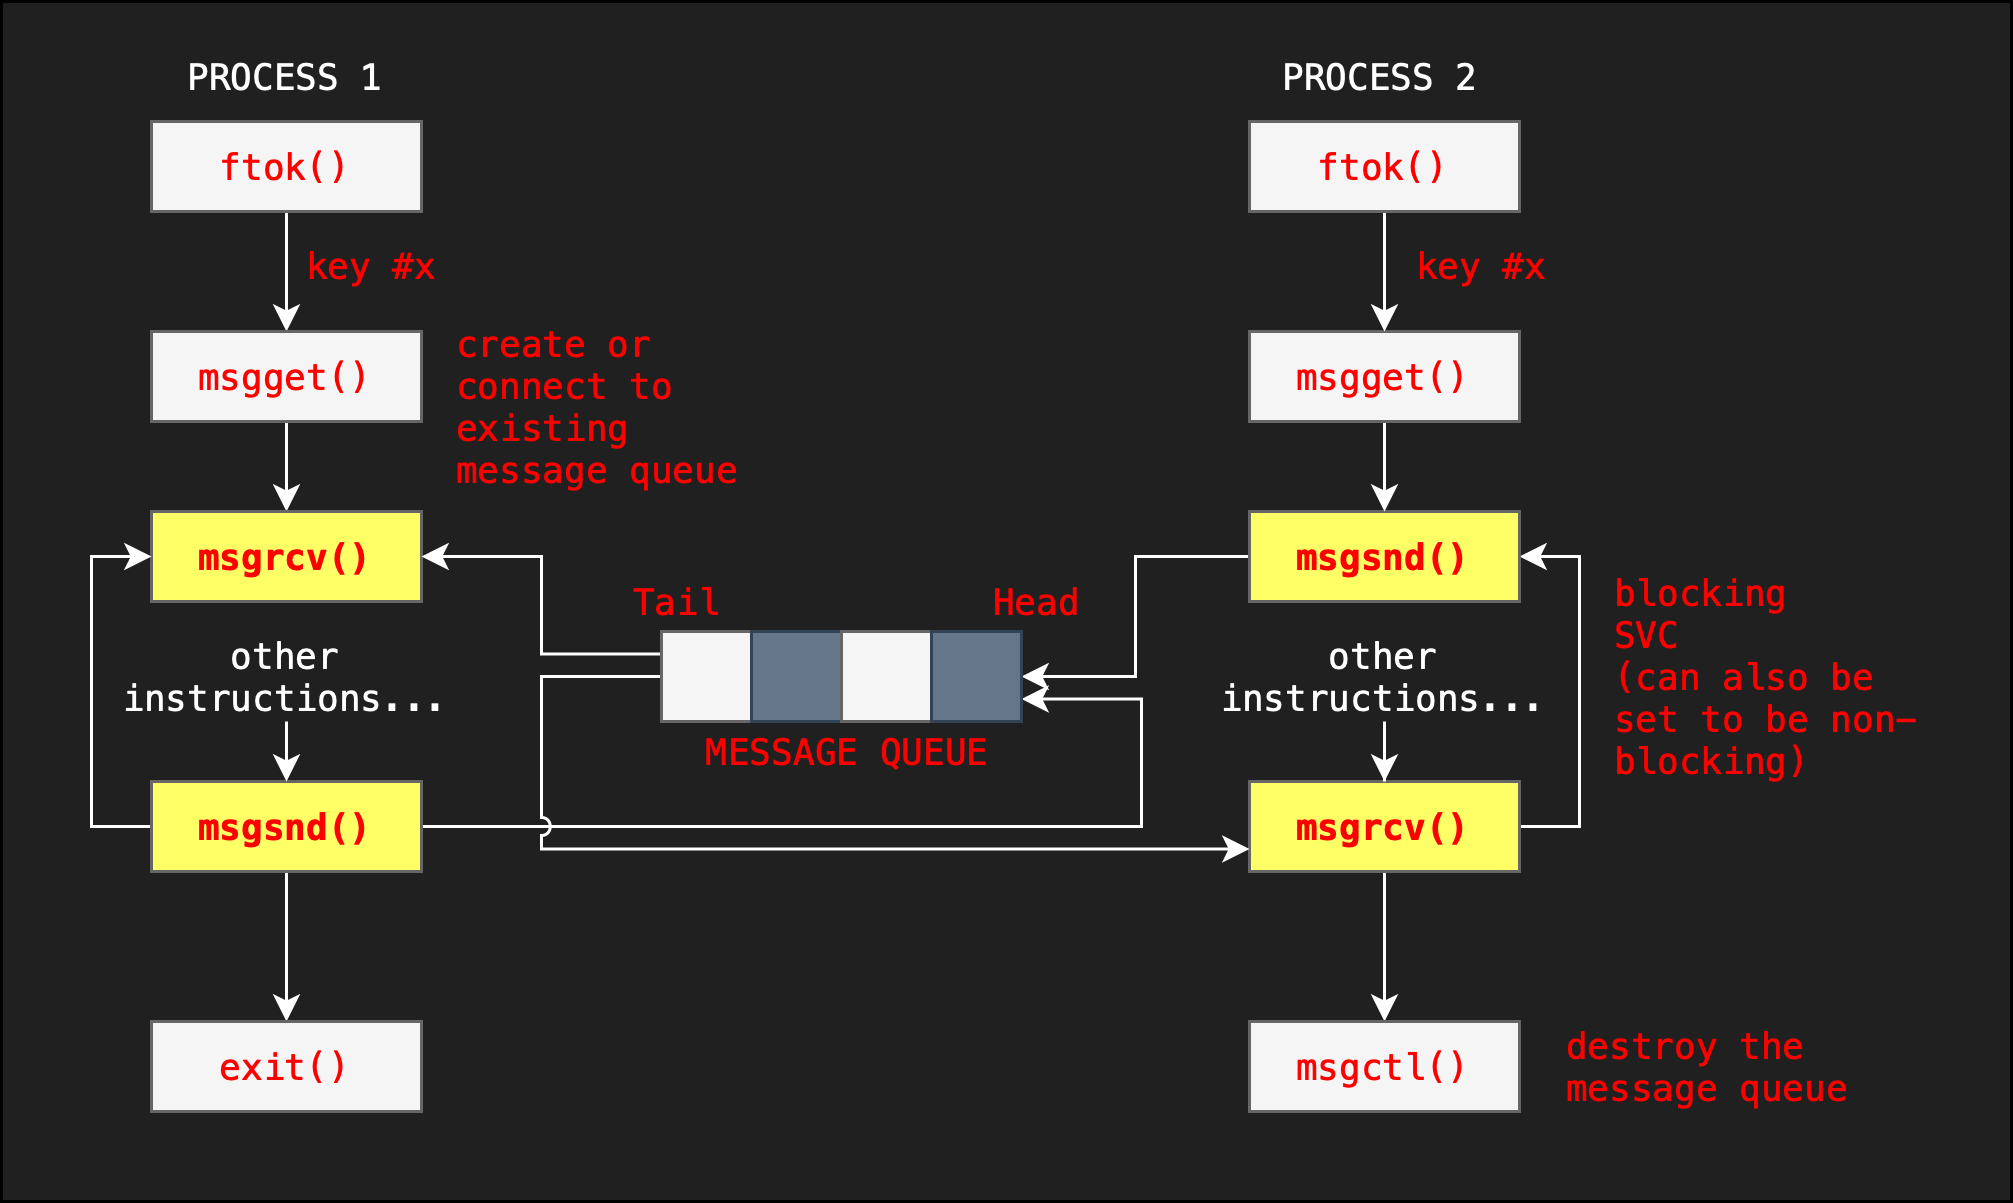 PROCESS 1
ftok()
key #x
msgget()
create or
connect to
existing
message queue
msgrcv()
other
instructions...
msgsnd()
exit()
Tail
Head
MESSAGE QUEUE
PROCESS 2
ftok()
key #x
msgget()
msgsnd()
other
instructions...
msgrcv()
blocking
SVC
(can also be
set to be non-
blocking)
msgctl()
destroy the
message queue